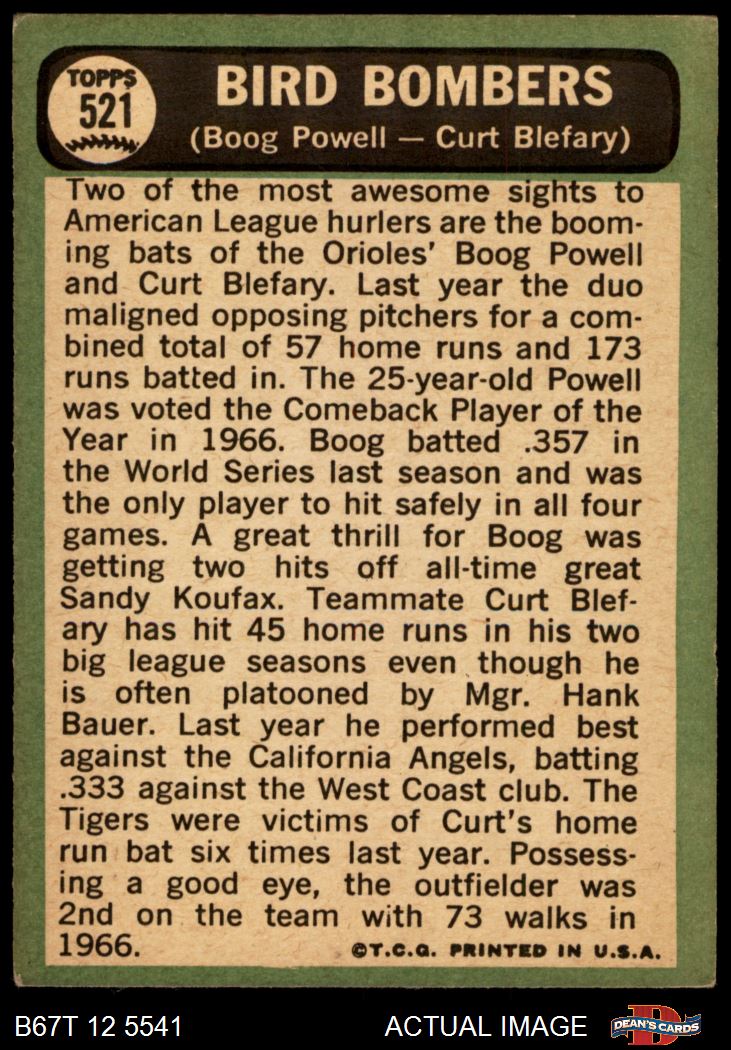 TOPPS
521
BIRD BOMBERS
(Boog Powell — Curt Blefary)
Two of the most awesome sights to
American League hurlers are the boom-
ing bats of the Orioles' Boog Powell
and Curt Blefary. Last year the duo
maligned opposing pitchers for a com-
bined total of 57 home runs and 173
runs batted in. The 25-year-old Powell
was voted the Comeback Player of the
Year in 1966. Boog batted .357 in
the World Series last season and was
the only player to hit safely in all four
games. A great thrill for Boog was
getting two hits off all-time great
Sandy Koufax. Teammate Curt Blef-
ary has hit 45 home runs in his two
big league seasons even though he
is often platooned by Mgr. Hank
Bauer. Last year he performed best
against the California Angels, batting
.333 against the West Coast club. The
Tigers were victims of Curt's home
run bat six times last year. Possess-
ing a good eye, the outfielder was
2nd on the team with 73 walks in
1966. ©T.C.G. PRINTED IN U.S.A.
B67T 12 5541 ACTUAL IMAGE
D
DEAN'S CARDS